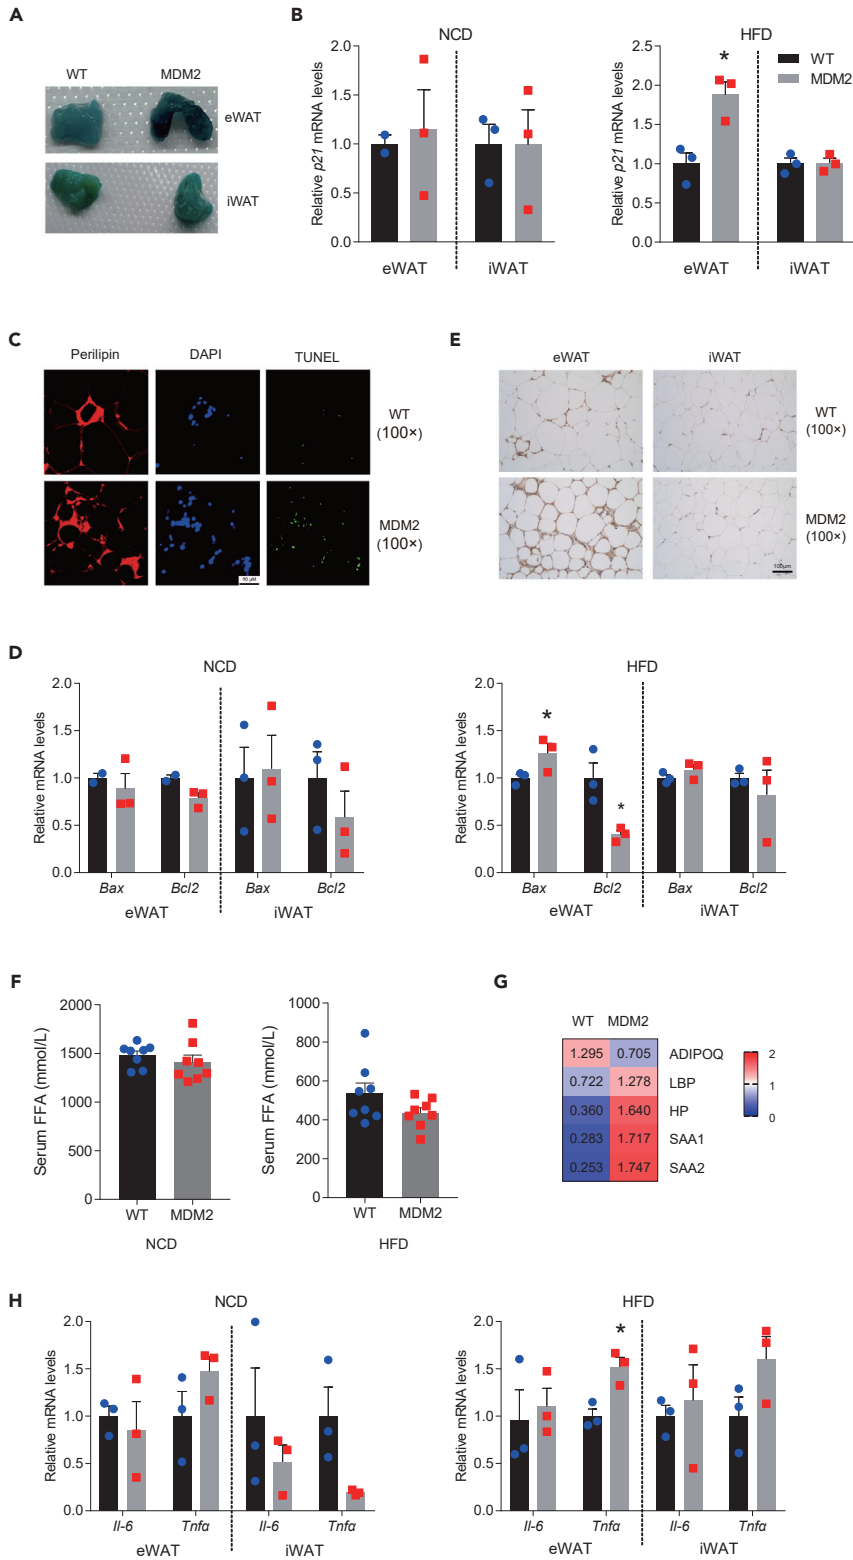 A
WT
MDM2
eWAT
iWAT
B
NCD
Relative p21 mRNA levels
2.0
1.5
1.0
0.5
0.0
eWAT
iWAT
HFD
WT
MDM2
Relative p21 mRNA levels
2.5
2.0
1.5
1.0
0.5
0.0
*
eWAT
iWAT
C
Perilipin
DAPI
TUNEL
WT
(100×)
MDM2
(100×)
50 µM
E
eWAT
iWAT
WT
(100×)
MDM2
(100×)
100µm
D
NCD
Relative mRNA levels
2.0
1.5
1.0
0.5
0.0
Bax
Bcl2
Bax
Bcl2
eWAT
iWAT
HFD
Relative mRNA levels
2.0
1.5
1.0
0.5
0.0
*
*
Bax
Bcl2
Bax
Bcl2
eWAT
iWAT
F
Serum FFA (mmol/L)
2000
1500
1000
500
0
WT
MDM2
NCD
Serum FFA (mmol/L)
1000
800
600
400
200
0
WT
MDM2
HFD
G
WT MDM2
1.295 0.705 ADIPOQ
0.722 1.278 LBP
0.360 1.640 HP
0.283 1.717 SAA1
0.253 1.747 SAA2
2
1
0
H
NCD
Relative mRNA levels
2.0
1.5
1.0
0.5
0.0
Il-6
Tnfα
Il-6
Tnfα
eWAT
iWAT
HFD
Relative mRNA levels
2.0
1.5
1.0
0.5
0.0
*
Il-6
Tnfα
Il-6
Tnfα
eWAT
iWAT